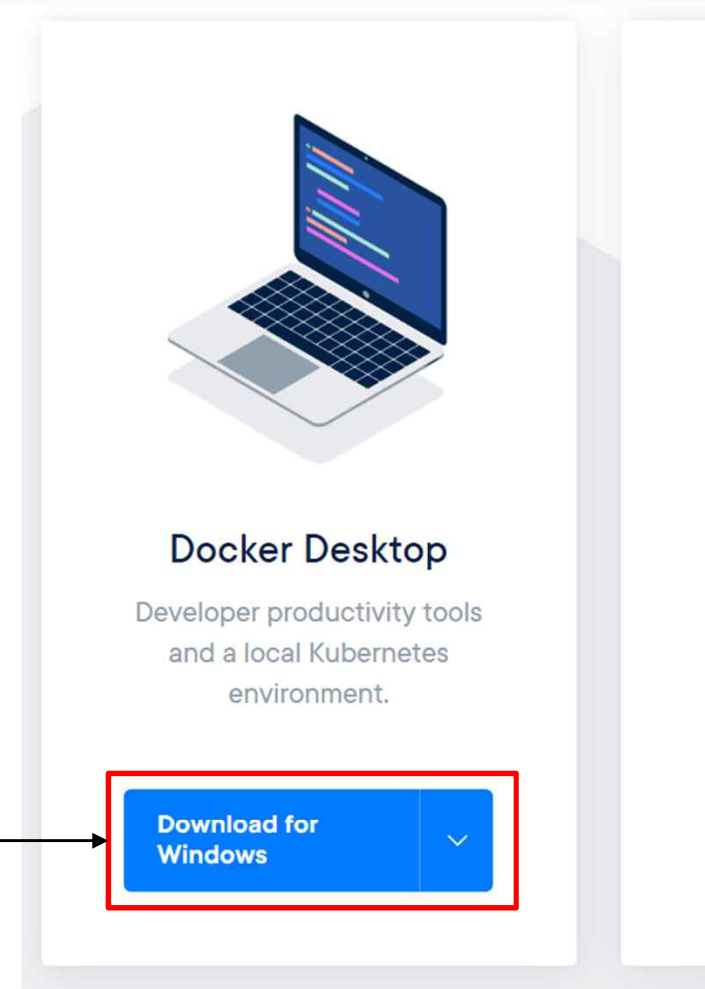 Docker Desktop
Developer productivity tools
and a local Kubernetes
environment.
Download for
Windows